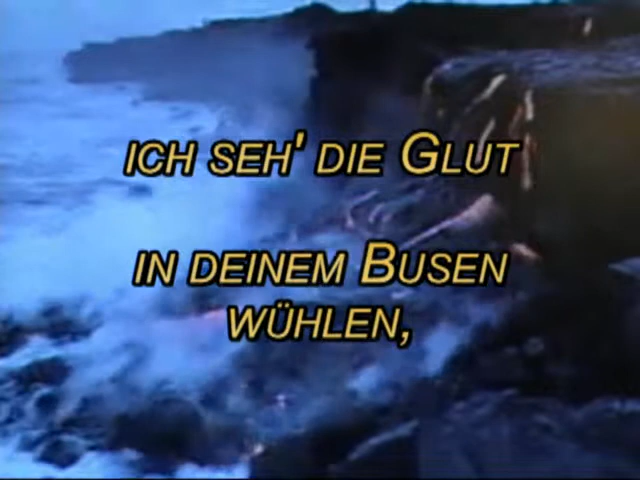 ICH SEH' DIE GLUT
IN DEINEM BUSEN
WÜHLEN,